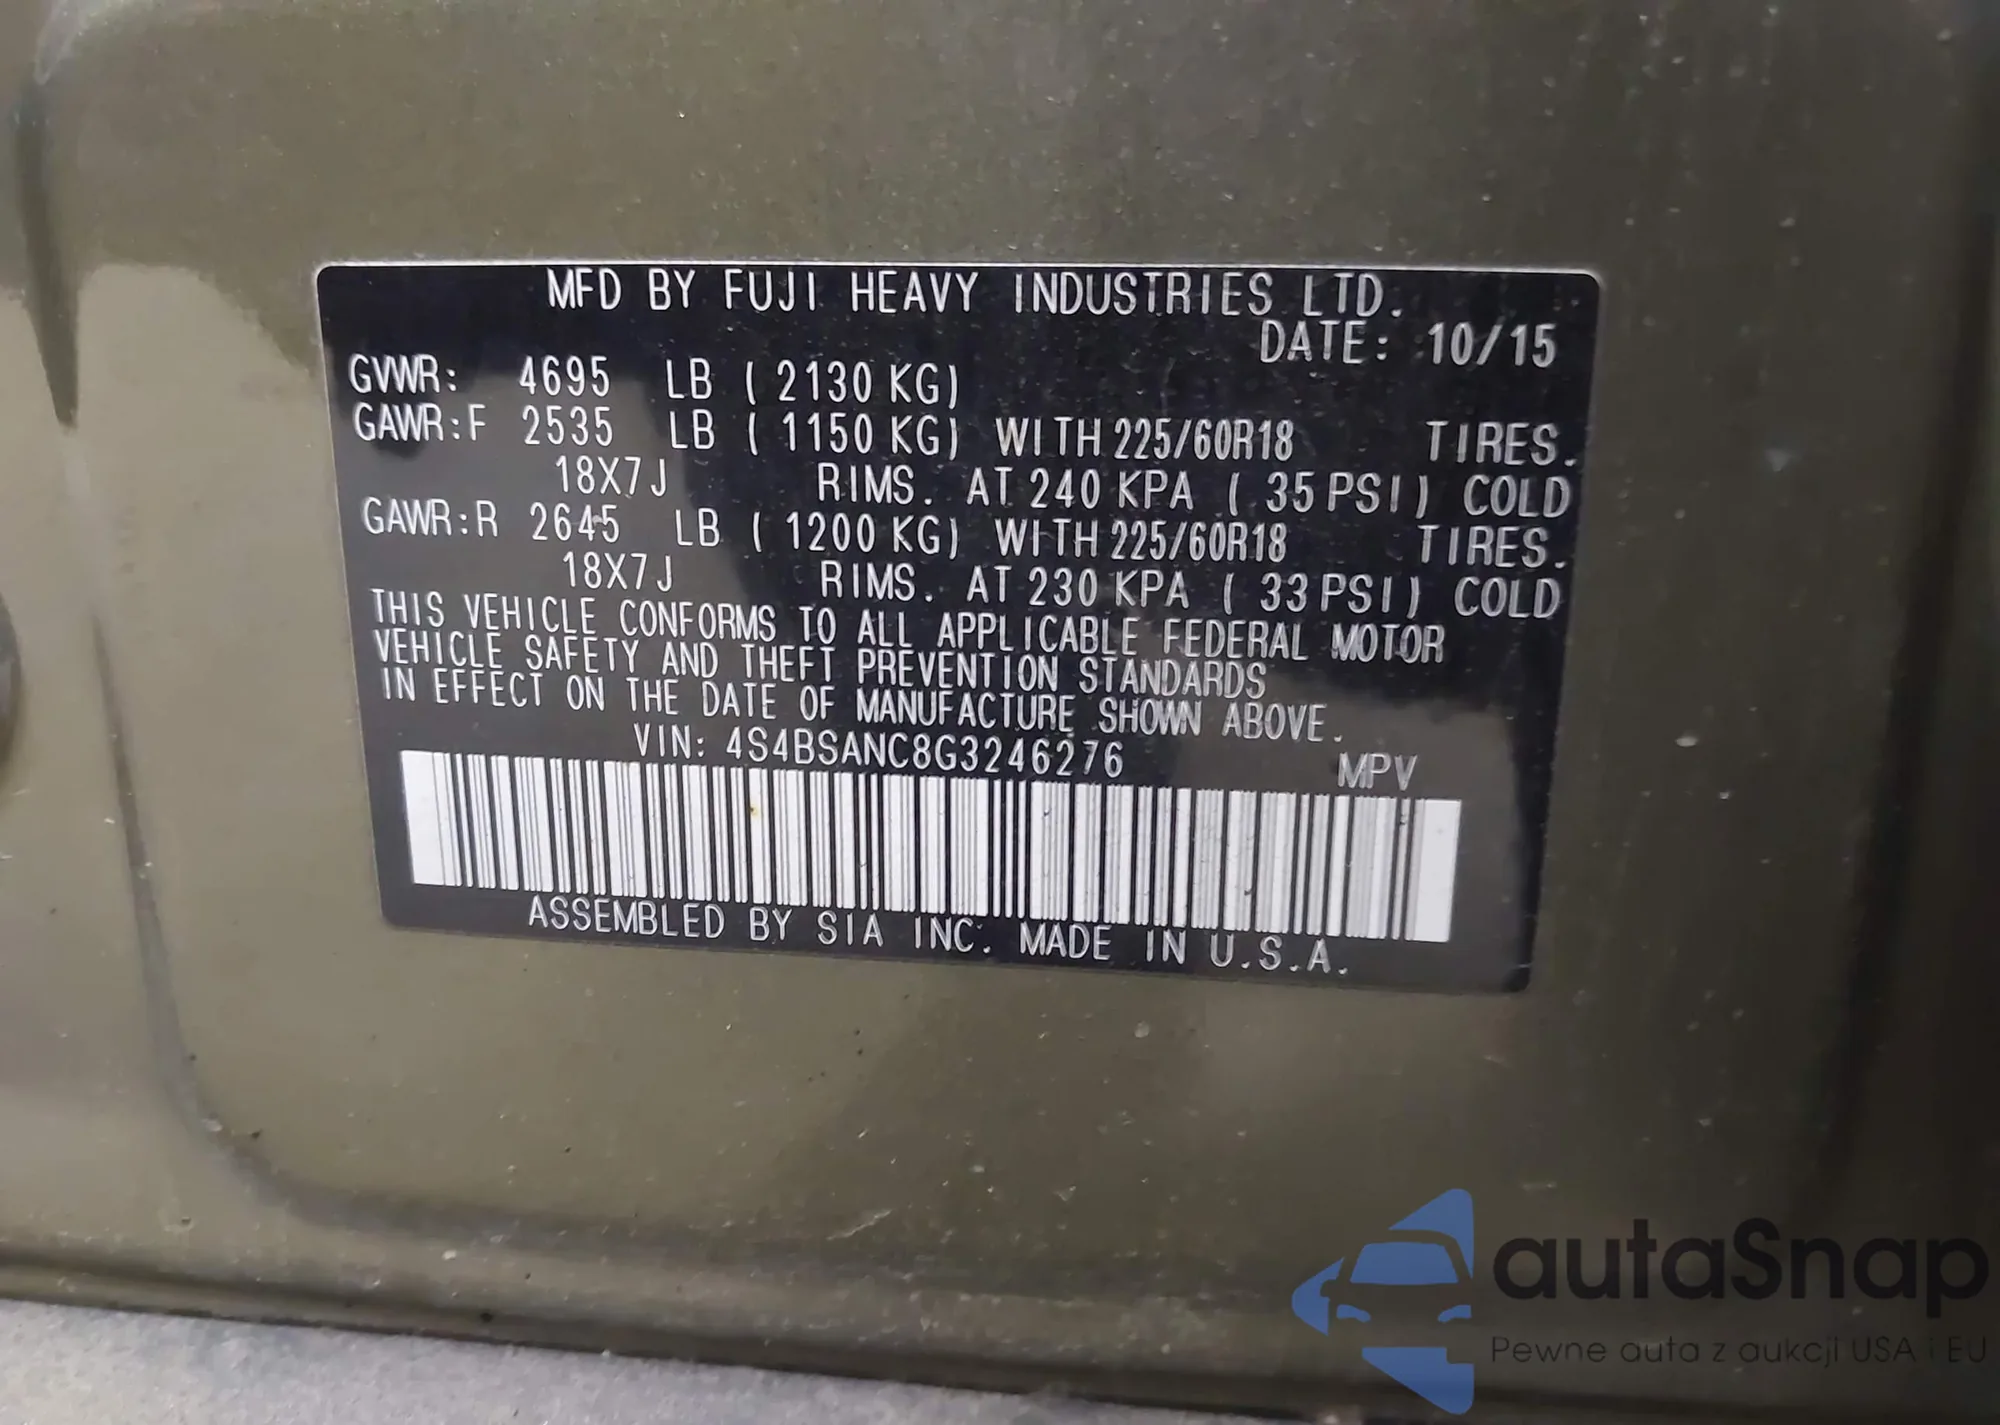 MFD BY FUJI HEAVY INDUSTRIES LTD.
DATE: 10/15
GVWR: 4695 LB ( 2130 KG)
GAWR:F 2535 LB ( 1150 KG) WITH 225/60R18 TIRES.
18X7J RIMS. AT 240 KPA ( 35 PSI) COLD
GAWR:R 2645 LB ( 1200 KG) WITH 225/60R18 TIRES.
18X7J RIMS. AT 230 KPA ( 33 PSI) COLD
THIS VEHICLE CONFORMS TO ALL APPLICABLE FEDERAL MOTOR
VEHICLE SAFETY AND THEFT PREVENTION STANDARDS
IN EFFECT ON THE DATE OF MANUFACTURE SHOWN ABOVE.
VIN: 4S4BSANC8G3246276 MPV
ASSEMBLED BY SIA INC. MADE IN U.S.A.
autaSnap
Pewne auta z aukcji USA i EU